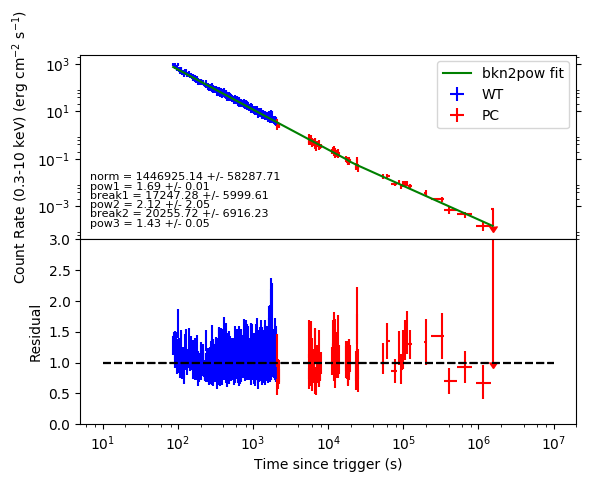 Count Rate (0.3-10 keV) (erg cm⁻² s⁻¹)
10³
10¹
10⁻¹
10⁻³
bkn2pow fit
WT
PC
norm = 1446925.14 +/- 58287.71
pow1 = 1.69 +/- 0.01
break1 = 17247.28 +/- 5999.61
pow2 = 2.12 +/- 2.05
break2 = 20255.72 +/- 6916.23
pow3 = 1.43 +/- 0.05
Residual
3.0
2.5
2.0
1.5
1.0
0.5
0.0
10¹ 10² 10³ 10⁴ 10⁵ 10⁶ 10⁷
Time since trigger (s)